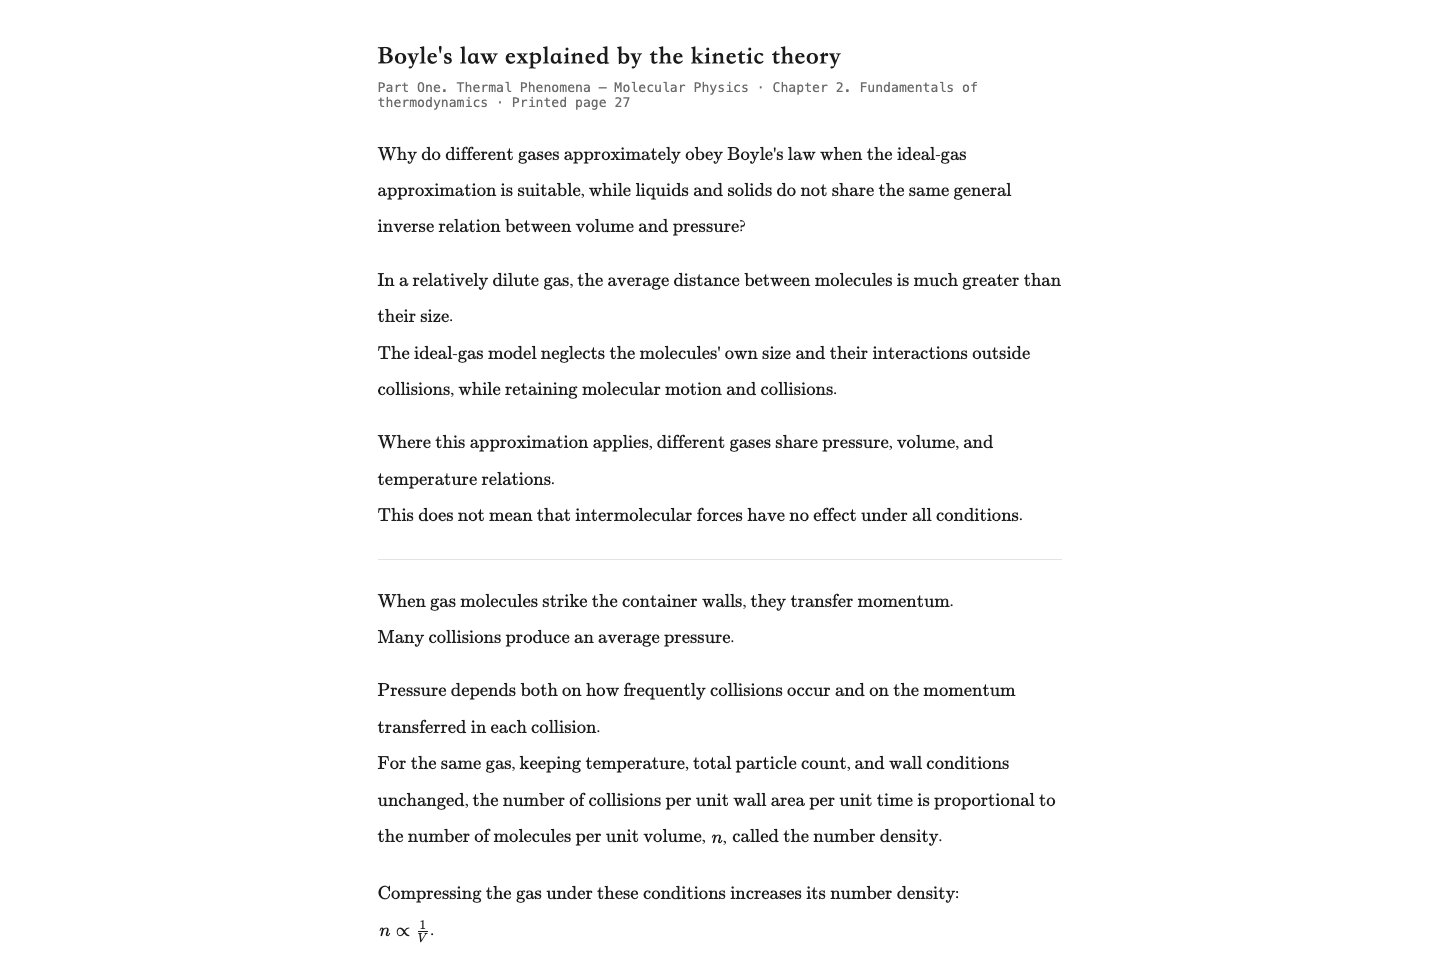 Boyle's law explained by the kinetic theory
Part One. Thermal Phenomena — Molecular Physics · Chapter 2. Fundamentals of
thermodynamics · Printed page 27
Why do different gases approximately obey Boyle's law when the ideal-gas
approximation is suitable, while liquids and solids do not share the same general
inverse relation between volume and pressure?
In a relatively dilute gas, the average distance between molecules is much greater than
their size.
The ideal-gas model neglects the molecules' own size and their interactions outside
collisions, while retaining molecular motion and collisions.
Where this approximation applies, different gases share pressure, volume, and
temperature relations.
This does not mean that intermolecular forces have no effect under all conditions.
When gas molecules strike the container walls, they transfer momentum.
Many collisions produce an average pressure.
Pressure depends both on how frequently collisions occur and on the momentum
transferred in each collision.
For the same gas, keeping temperature, total particle count, and wall conditions
unchanged, the number of collisions per unit wall area per unit time is proportional to
the number of molecules per unit volume, n, called the number density.
Compressing the gas under these conditions increases its number density:
n ∝ 1/V.